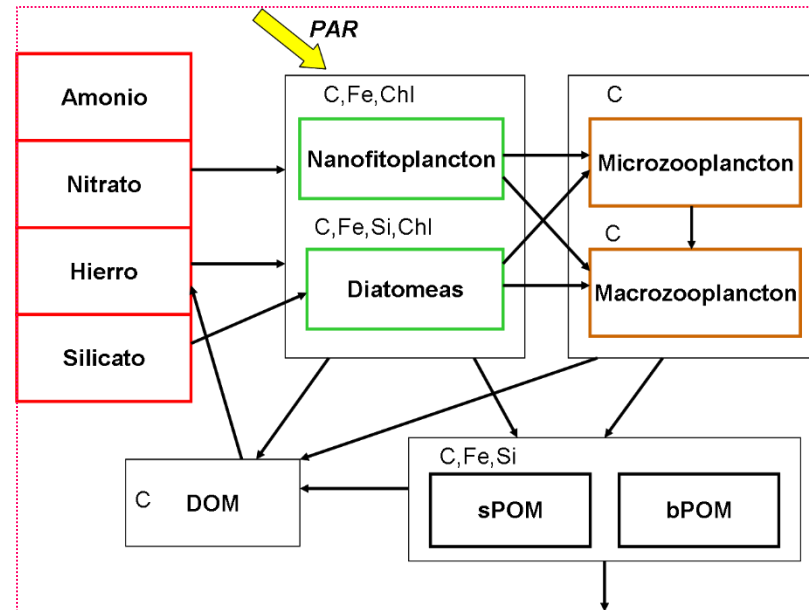 PAR
Amonio
Nitrato
Hierro
Silicato
C,Fe,Chl
Nanofitoplancton
C,Fe,Si,Chl
Diatomeas
C
Microzooplancton
C
Macrozooplancton
C DOM
C,Fe,Si
sPOM
bPOM